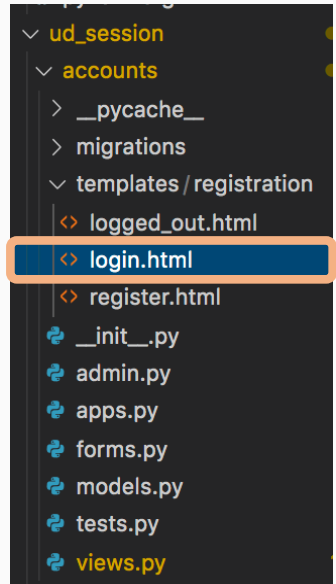 ud_session
accounts
__pycache__
migrations
templates/registration
<> logged_out.html
<> login.html
<> register.html
__init__.py
admin.py
apps.py
forms.py
models.py
tests.py
views.py